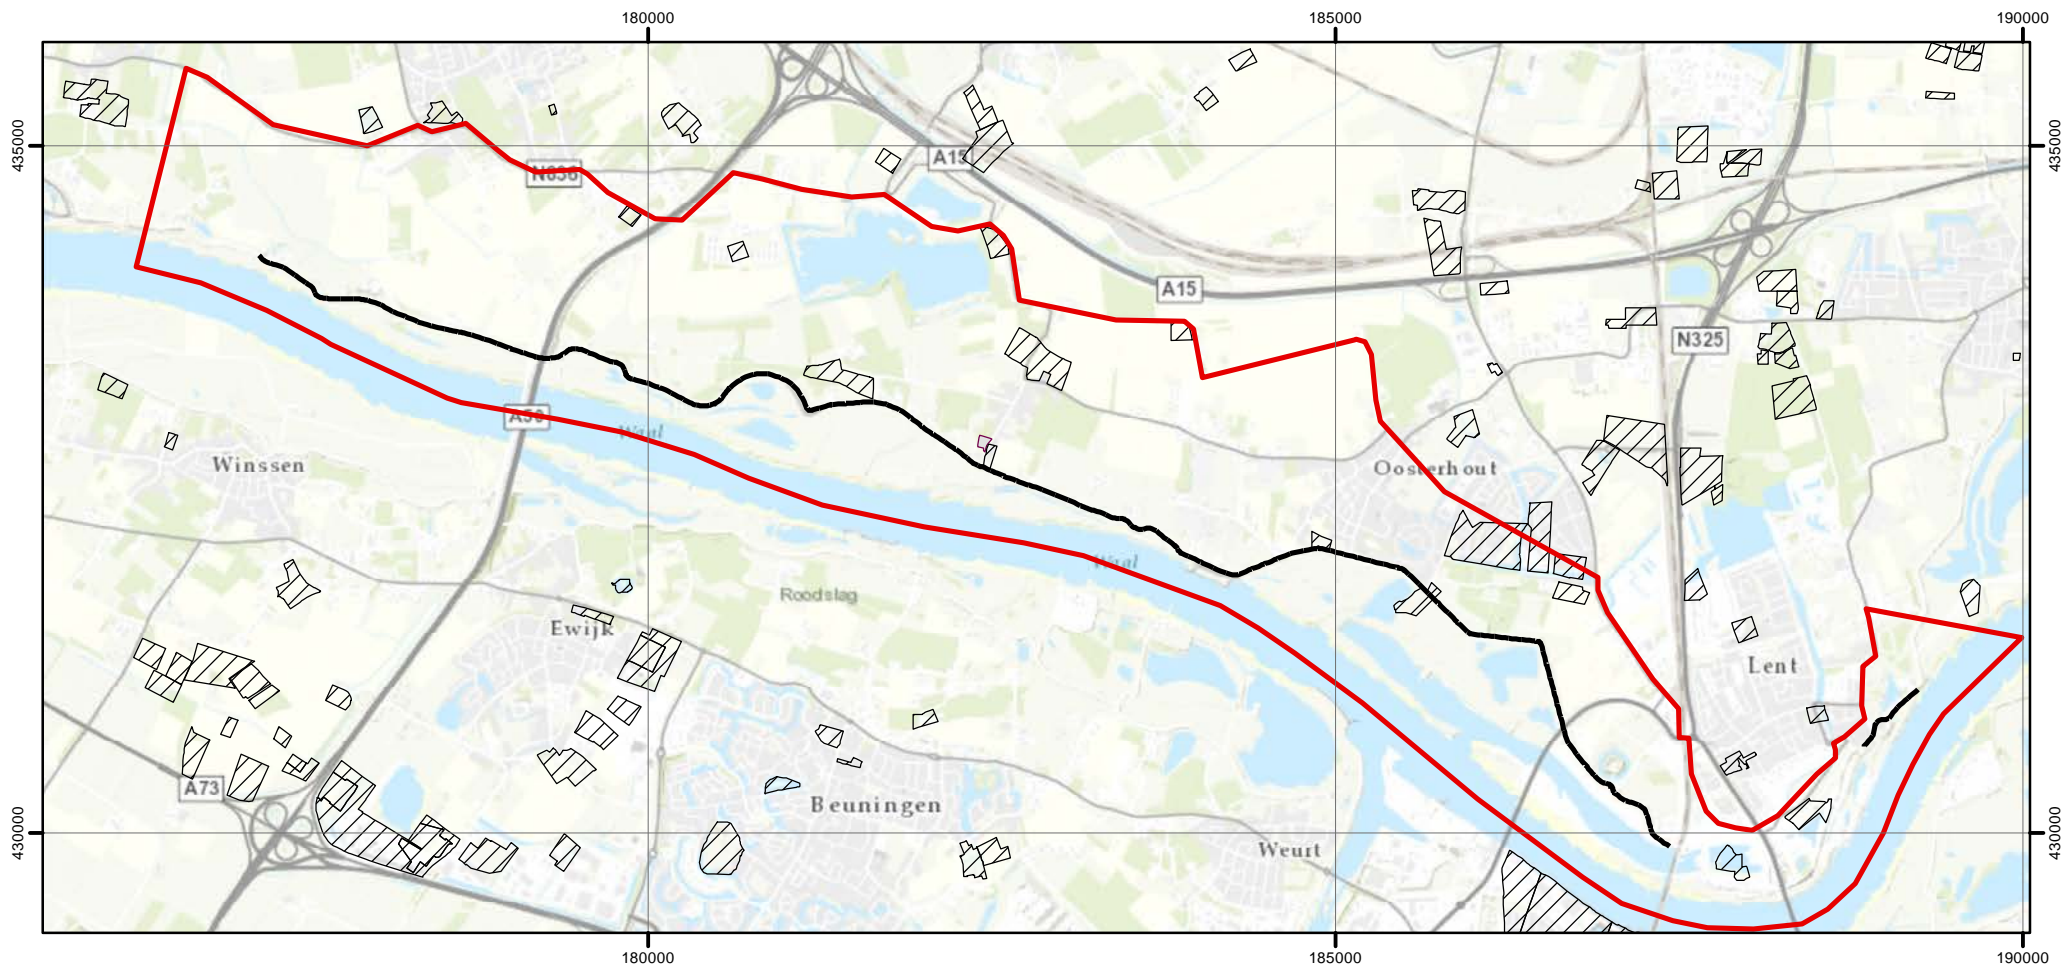 180000
185000
190000
435000
435000
A15
N836
A15
N325
A50
Waal
Winssen
Oosterhout
Waal
Roodslag
Ewijk
Lent
A73
Beuningen
430000
430000
Weurt
180000
185000
190000